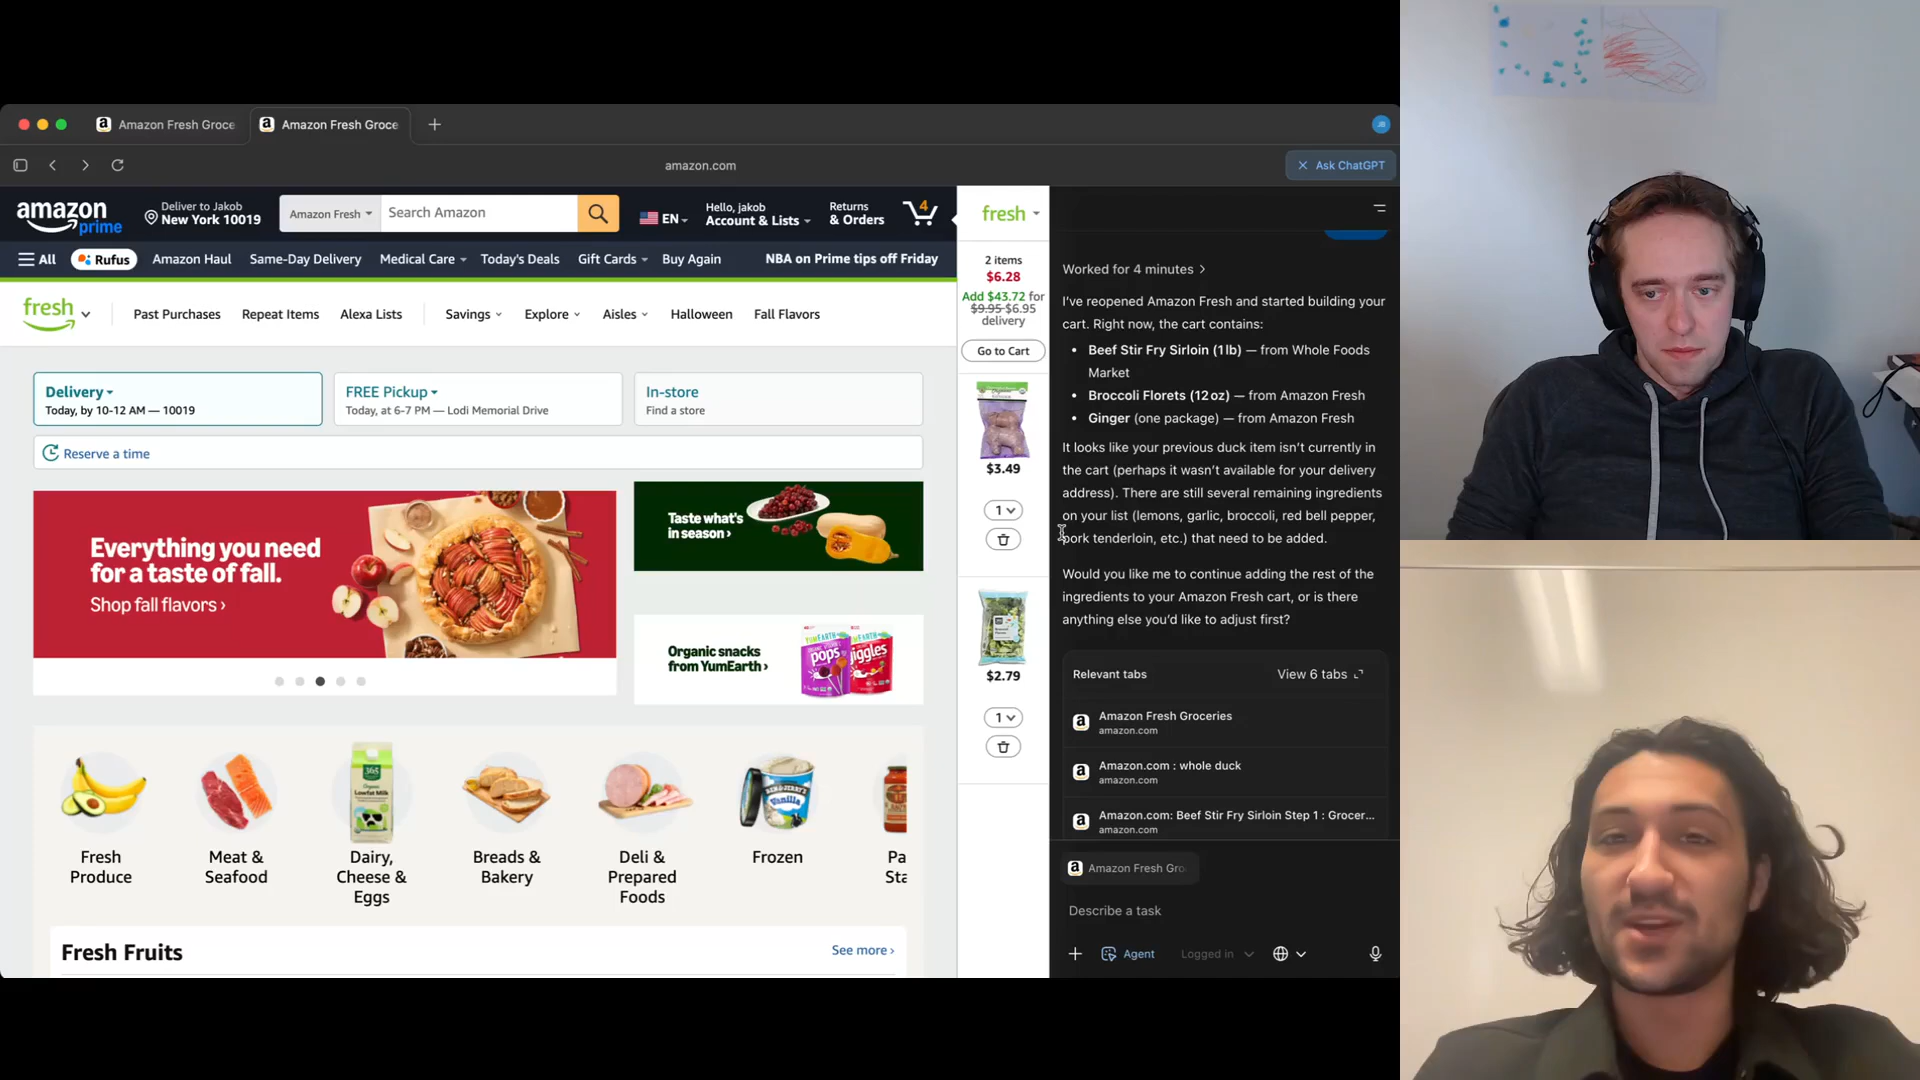 Amazon Fresh Groce
Amazon Fresh Groce
JB
amazon.com
Ask ChatGPT
amazon
prime
Deliver to Jakob
New York 10019
Amazon Fresh
Search Amazon
EN
Hello, jakob
Account & Lists
Returns
& Orders
4
All
Rufus
Amazon Haul
Same-Day Delivery
Medical Care
Today's Deals
Gift Cards
Buy Again
NBA on Prime tips off Friday
fresh
Past Purchases
Repeat Items
Alexa Lists
Savings
Explore
Aisles
Halloween
Fall Flavors
Delivery
Today, by 10-12 AM — 10019
FREE Pickup
Today, at 6-7 PM — Lodi Memorial Drive
In-store
Find a store
Reserve a time
Everything you need
for a taste of fall.
Shop fall flavors ›
Taste what's
in season ›
Organic snacks
from YumEarth ›
YUMEARTH
pops
giggles
365
BEN & JERRY'S
Vanilla
Fresh
Produce
Meat &
Seafood
Dairy,
Cheese &
Eggs
Breads &
Bakery
Deli &
Prepared
Foods
Frozen
Pa
Sta
Fresh Fruits
See more ›
fresh
2 items
$6.28
Add $43.72 for
$9.95 $6.95
delivery
Go to Cart
$3.49
1
$2.79
1
Worked for 4 minutes
I've reopened Amazon Fresh and started building your
cart. Right now, the cart contains:
• Beef Stir Fry Sirloin (1 lb) — from Whole Foods
Market
• Broccoli Florets (12 oz) — from Amazon Fresh
• Ginger (one package) — from Amazon Fresh
It looks like your previous duck item isn't currently in
the cart (perhaps it wasn't available for your delivery
address). There are still several remaining ingredients
on your list (lemons, garlic, broccoli, red bell pepper,
pork tenderloin, etc.) that need to be added.
Would you like me to continue adding the rest of the
ingredients to your Amazon Fresh cart, or is there
anything else you'd like to adjust first?
Relevant tabs
View 6 tabs
Amazon Fresh Groceries
amazon.com
Amazon.com : whole duck
amazon.com
Amazon.com: Beef Stir Fry Sirloin Step 1 : Grocer...
amazon.com
Amazon Fresh Gro
Describe a task
Agent
Logged in